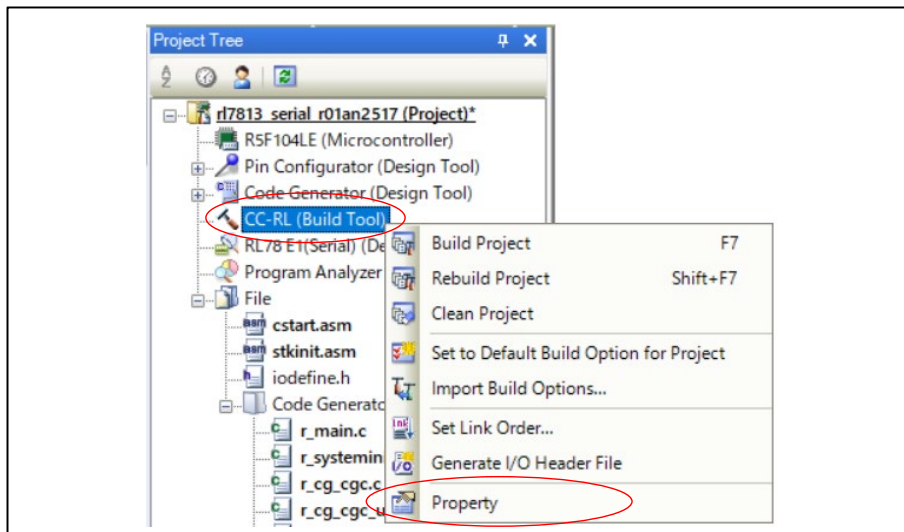 Project Tree
rl7813_serial_r01an2517 (Project)*
R5F104LE (Microcontroller)
Pin Configurator (Design Tool)
Code Generator (Design Tool)
CC-RL (Build Tool)
RL78 E1(Serial) (De
Program Analyzer
File
cstart.asm
stkinit.asm
iodefine.h
Code Generato
r_main.c
r_systemin
r_cg_cgc.c
r_cg_cgc_u
Build Project F7
Rebuild Project Shift+F7
Clean Project
Set to Default Build Option for Project
Import Build Options...
Set Link Order...
Generate I/O Header File
Property